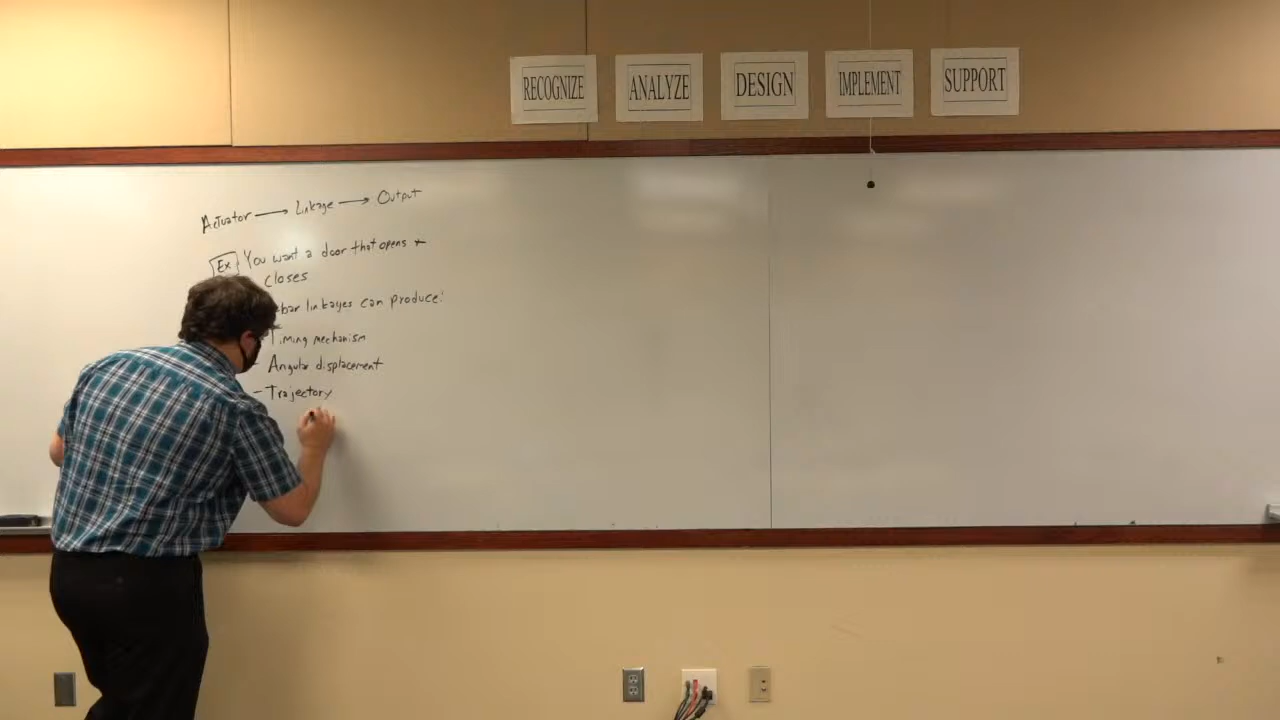 RECOGNIZE ANALYZE DESIGN IMPLEMENT SUPPORT
Actuator → Linkage → Output
Ex You want a door that opens +
closes
bar linkages can produce:
Timing mechanism
- Angular displacement
- Trajectory